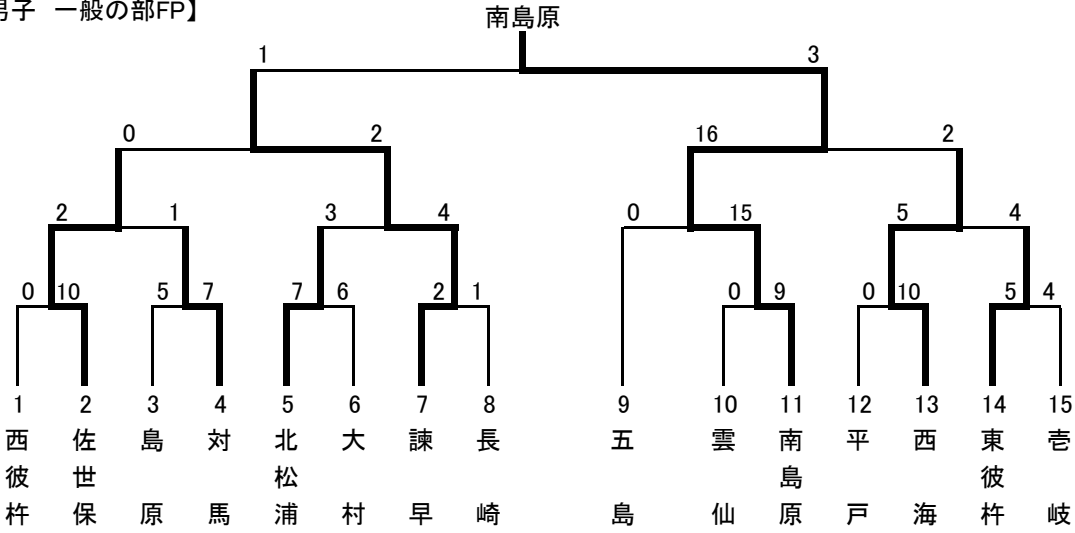 男子 一般の部FP】
南島原
1 3
0 2 16 2
2 1 3 4 0 15 5 4
0 10 5 7 7 6 2 1 0 9 0 10 5 4
1 2 3 4 5 6 7 8 9 10 11 12 13 14 15
西彼杵
佐世保
島原
対馬
北松浦
大村
諫早
長崎
五島
雲仙
南島原
平戸
西海
東彼杵
壱岐